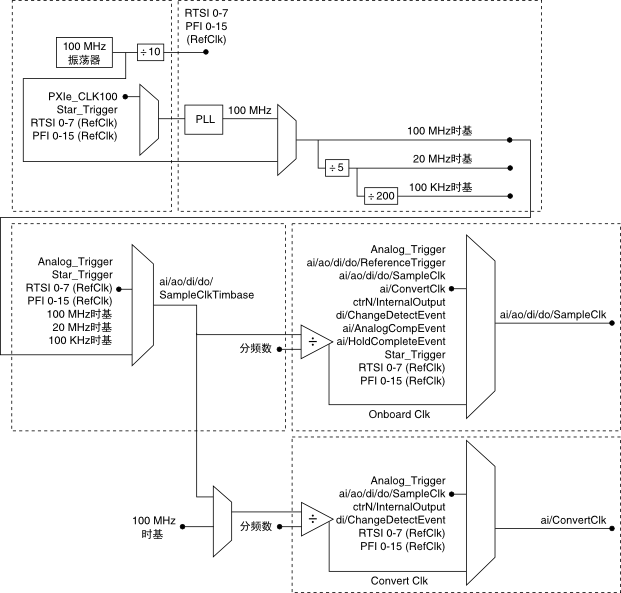 RTSI 0-7
PFI 0-15
(RefClk)
100 MHz
振荡器
÷10
PXIe_CLK100
Star_Trigger
RTSI 0-7 (RefClk)
PFI 0-15 (RefClk)
PLL
100 MHz
100 MHz时基
÷5
20 MHz时基
÷200
100 KHz时基
Analog_Trigger
Star_Trigger
RTSI 0-7 (RefClk)
PFI 0-15 (RefClk)
100 MHz时基
20 MHz时基
100 KHz时基
ai/ao/di/do/
SampleClkTimbase
分频数
÷
Analog_Trigger
ai/ao/di/do/ReferenceTrigger
ai/ao/di/do/SampleClk
ai/ConvertClk
ctrN/InternalOutput
di/ChangeDetectEvent
ai/AnalogCompEvent
ai/HoldCompleteEvent
Star_Trigger
RTSI 0-7 (RefClk)
PFI 0-15 (RefClk)
Onboard Clk
ai/ao/di/do/SampleClk
100 MHz
时基
分频数
÷
Analog_Trigger
ai/ao/di/do/SampleClk
ctrN/InternalOutput
di/ChangeDetectEvent
RTSI 0-7 (RefClk)
PFI 0-15 (RefClk)
Convert Clk
ai/ConvertClk